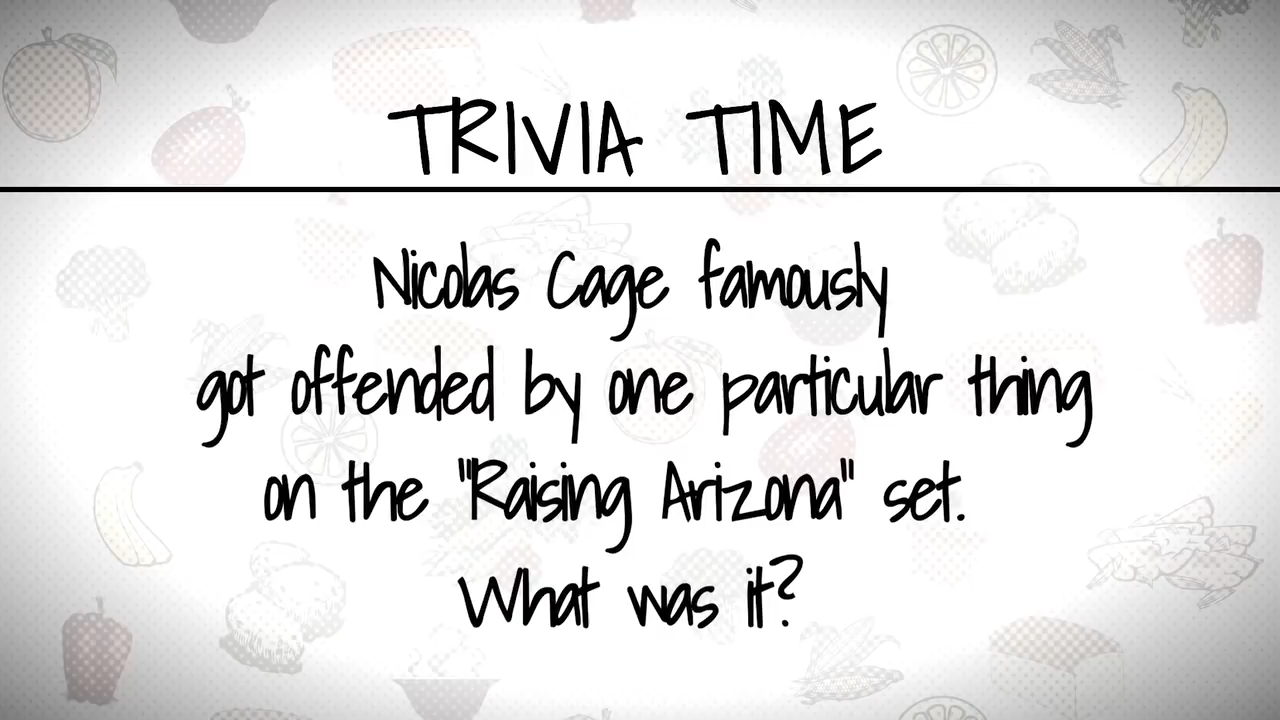 TRIVIA TIME
Nicolas Cage famously
got offended by one particular thing
on the "Raising Arizona" set.
What was it?